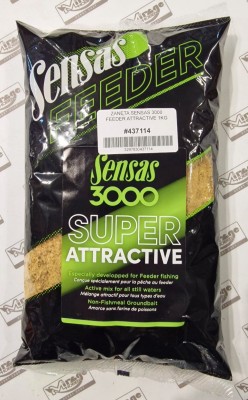 Sensas
FEEDER
ZANETA SENSAS 3000
FEEDER ATTRACTIVE 1KG
#437114
Sensas
3000
SUPER
ATTRACTIVE
Especially developped for Feeder fishing
Conçue spécialement pour la pêche au feeder
Active mix for all still waters
Mélange attractif pour tous types d'eau
Non-Fishmeal Groundbait
Amorce sans farine de poissons
Mirage